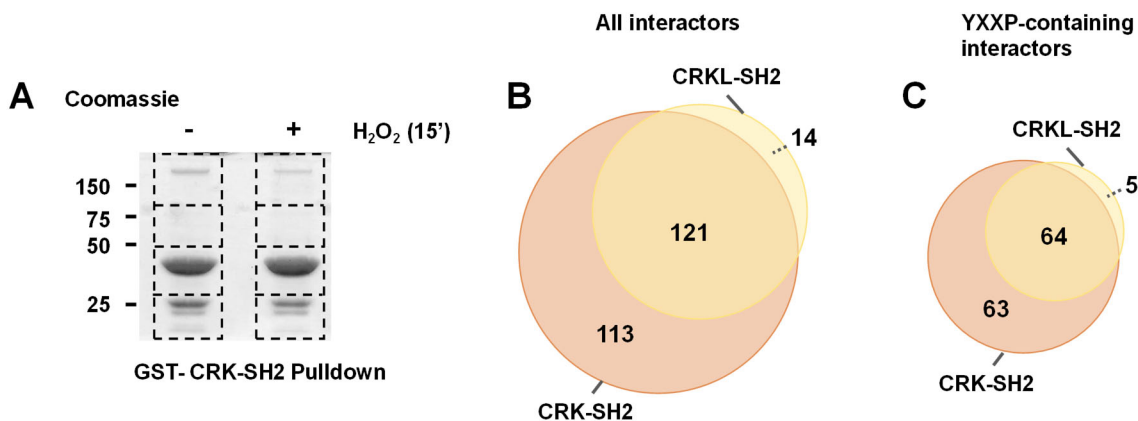 A
Coomassie
- + H₂O₂ (15')
150
75
50
25
GST- CRK-SH2 Pulldown
All interactors
B
CRKL-SH2
14
121
113
CRK-SH2
YXXP-containing
interactors
C
CRKL-SH2
5
64
63
CRK-SH2